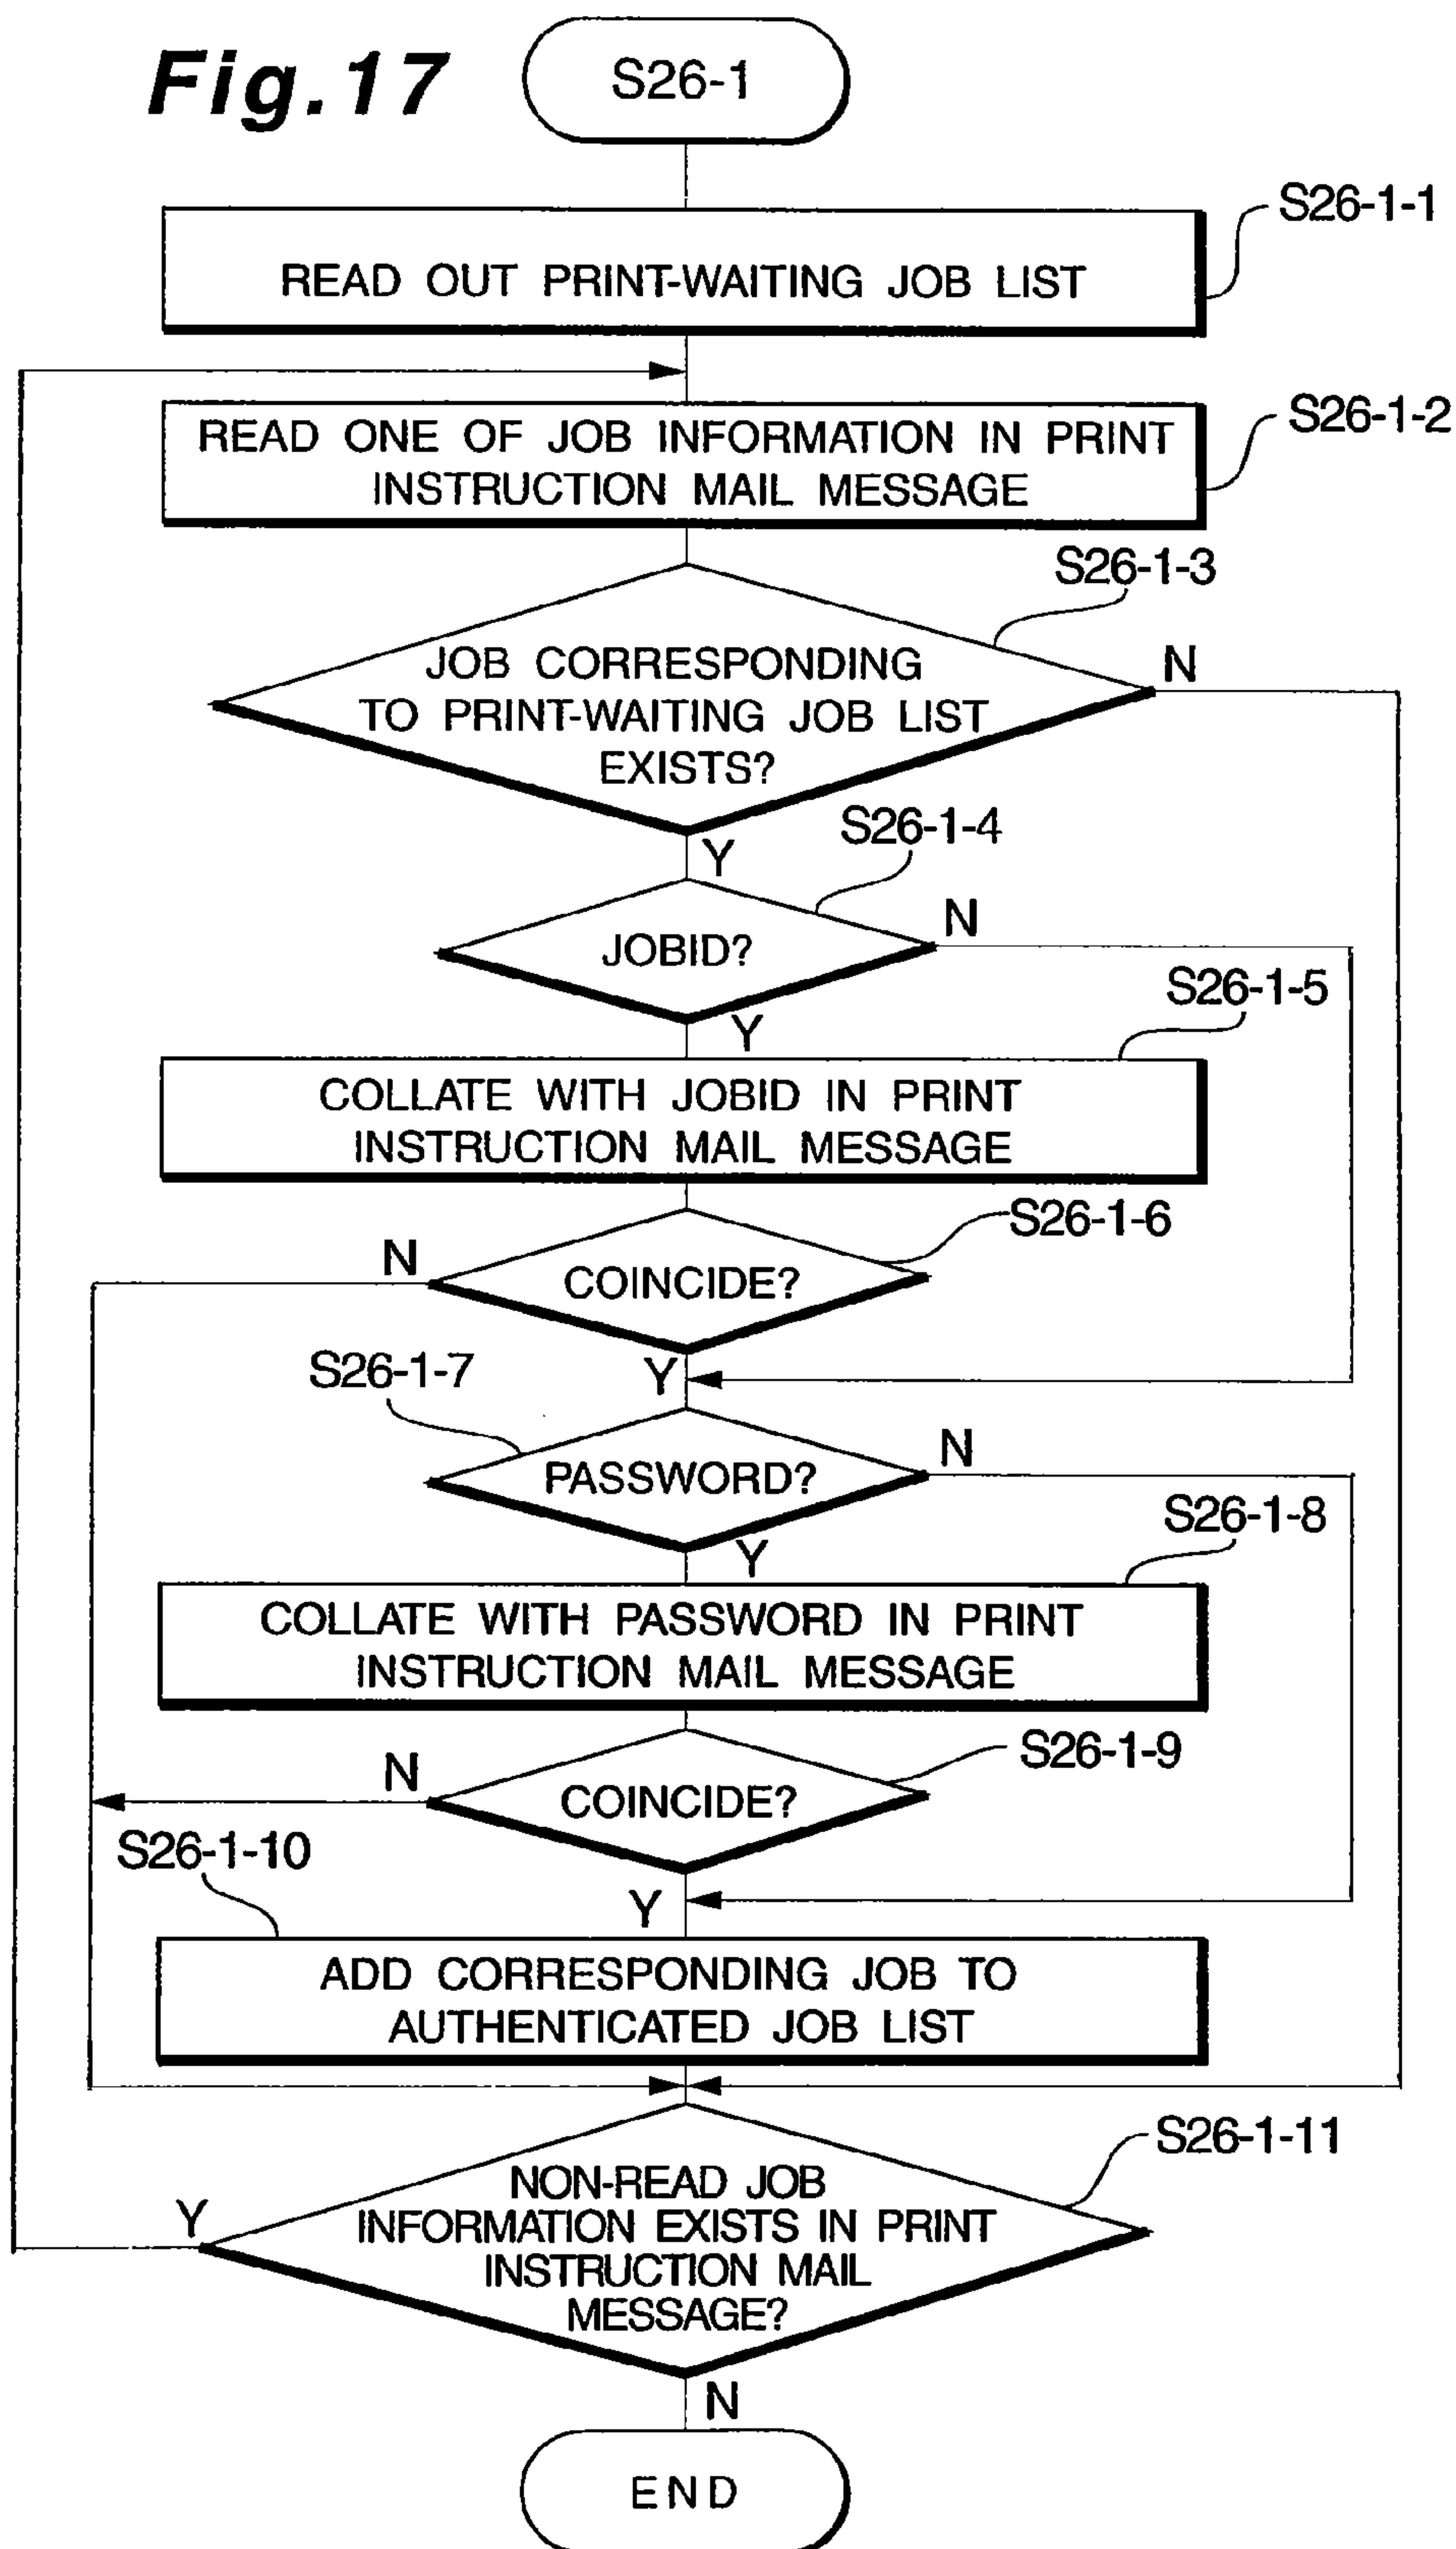 Fig.17
S26-1
S26-1-1
READ OUT PRINT-WAITING JOB LIST
S26-1-2
READ ONE OF JOB INFORMATION IN PRINT
INSTRUCTION MAIL MESSAGE
S26-1-3
JOB CORRESPONDING
TO PRINT-WAITING JOB LIST
EXISTS?
N
Y
S26-1-4
JOBID?
N
Y
S26-1-5
COLLATE WITH JOBID IN PRINT
INSTRUCTION MAIL MESSAGE
S26-1-6
COINCIDE?
N
Y
S26-1-7
PASSWORD?
N
Y
S26-1-8
COLLATE WITH PASSWORD IN PRINT
INSTRUCTION MAIL MESSAGE
S26-1-9
COINCIDE?
N
Y
S26-1-10
ADD CORRESPONDING JOB TO
AUTHENTICATED JOB LIST
S26-1-11
NON-READ JOB
INFORMATION EXISTS IN PRINT
INSTRUCTION MAIL
MESSAGE?
Y
N
END